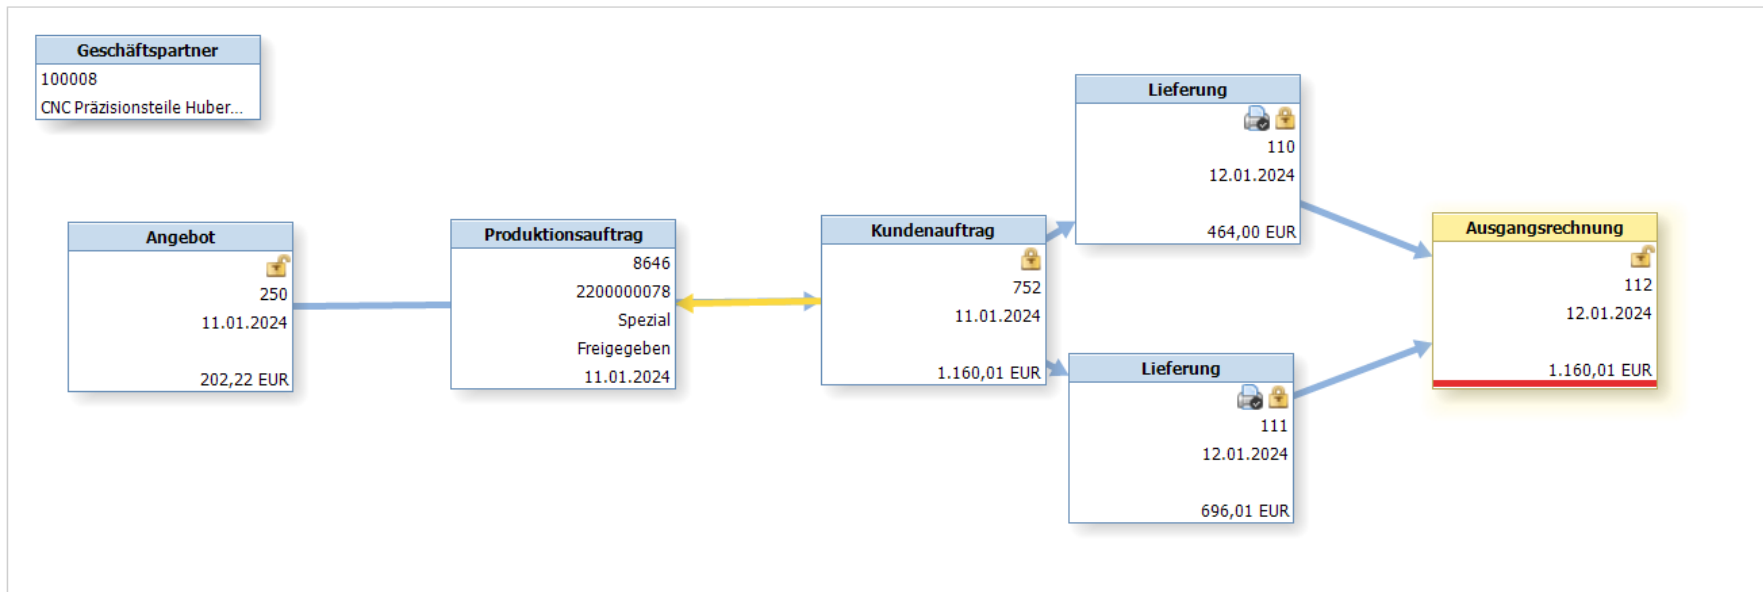 Geschäftspartner
100008
CNC Präzisionsteile Huber...
Angebot
250
11.01.2024
202,22 EUR
Produktionsauftrag
8646
2200000078
Spezial
Freigegeben
11.01.2024
Kundenauftrag
752
11.01.2024
1.160,01 EUR
Lieferung
110
12.01.2024
464,00 EUR
Lieferung
111
12.01.2024
696,01 EUR
Ausgangsrechnung
112
12.01.2024
1.160,01 EUR